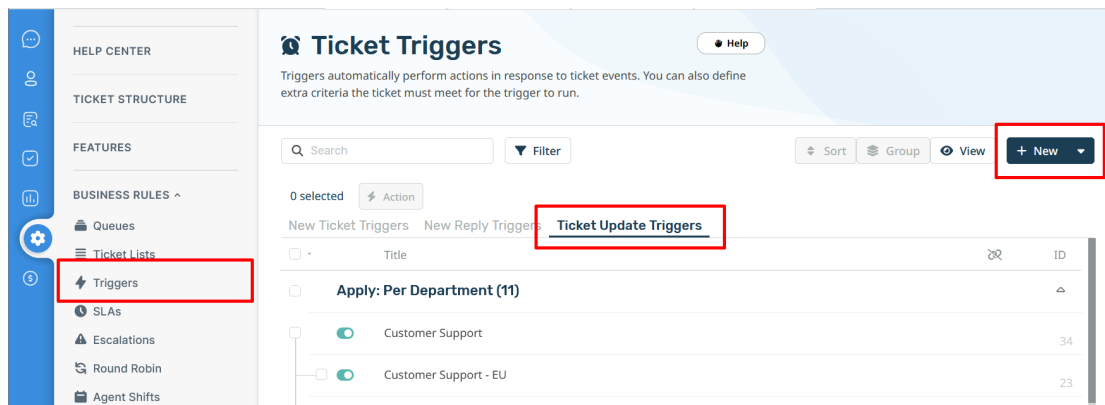 HELP CENTER
TICKET STRUCTURE
FEATURES
BUSINESS RULES
Queues
Ticket Lists
Triggers
SLAs
Escalations
Round Robin
Agent Shifts
Ticket Triggers
Help
Triggers automatically perform actions in response to ticket events. You can also define
extra criteria the ticket must meet for the trigger to run.
Search
Filter
Sort
Group
View
+ New
0 selected
Action
New Ticket Triggers
New Reply Triggers
Ticket Update Triggers
Title
ID
Apply: Per Department (11)
Customer Support
34
Customer Support - EU
23